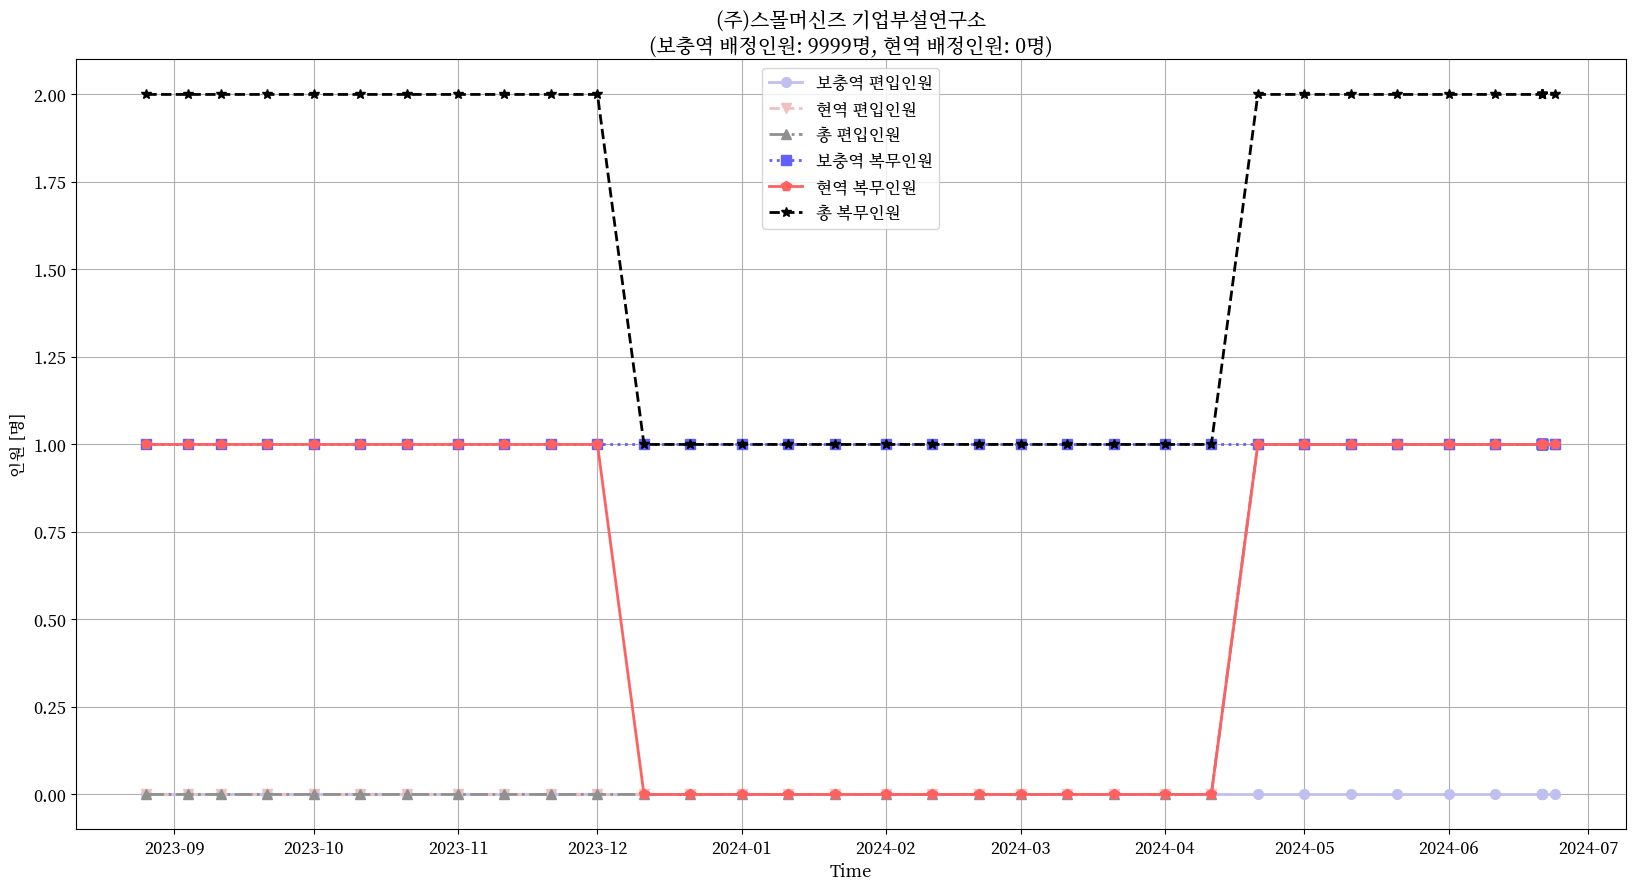 (주)스몰머신즈 기업부설연구소
(보충역 배정인원: 9999명, 현역 배정인원: 0명)
보충역 편입인원
현역 편입인원
총 편입인원
보충역 복무인원
현역 복무인원
총 복무인원
2.00
1.75
1.50
1.25
1.00
0.75
0.50
0.25
0.00
인원 [명]
2023-09 2023-10 2023-11 2023-12 2024-01 2024-02 2024-03 2024-04 2024-05 2024-06 2024-07
Time